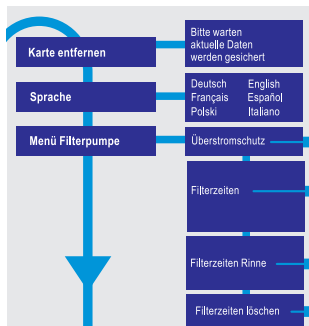 Karte entfernen
Bitte warten
aktuelle Daten
werden gesichert
Sprache
Deutsch English
Français Español
Polski Italiano
Menü Filterpumpe
Überstromschutz
Filterzeiten
Filterzeiten Rinne
Filterzeiten löschen